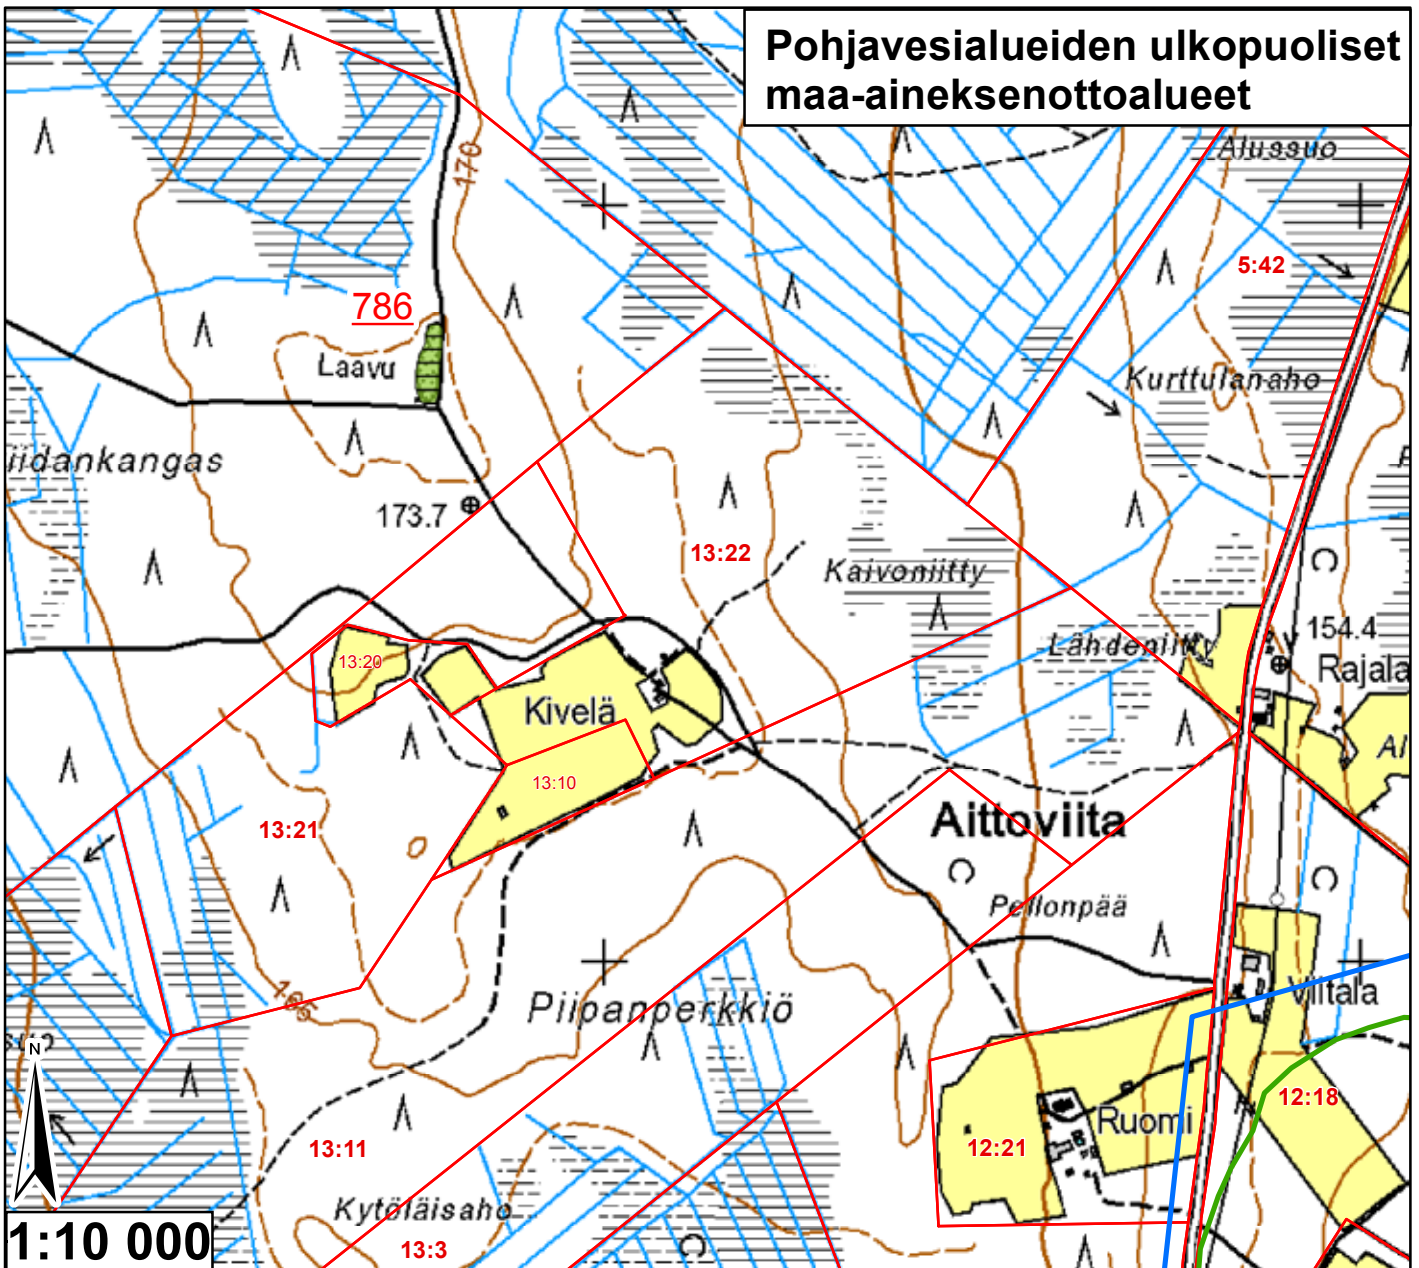 Pohjavesialueiden ulkopuoliset
maa-aineksenottoalueet
Alussuo
170
5:42
786
Laavu
Kurttulanaho
iidankangas
173.7
13:22
Kaivoniitty
154.4
Lähdeniitty
Rajala
13:20
Kivelä
13:10
Al
13:21
Aittoviita
Pellonpää
165
Piipanperkkiö
Viitala
suo
N
12:18
13:11
Ruomi
12:21
Kytöläisaho
13:3
1:10 000